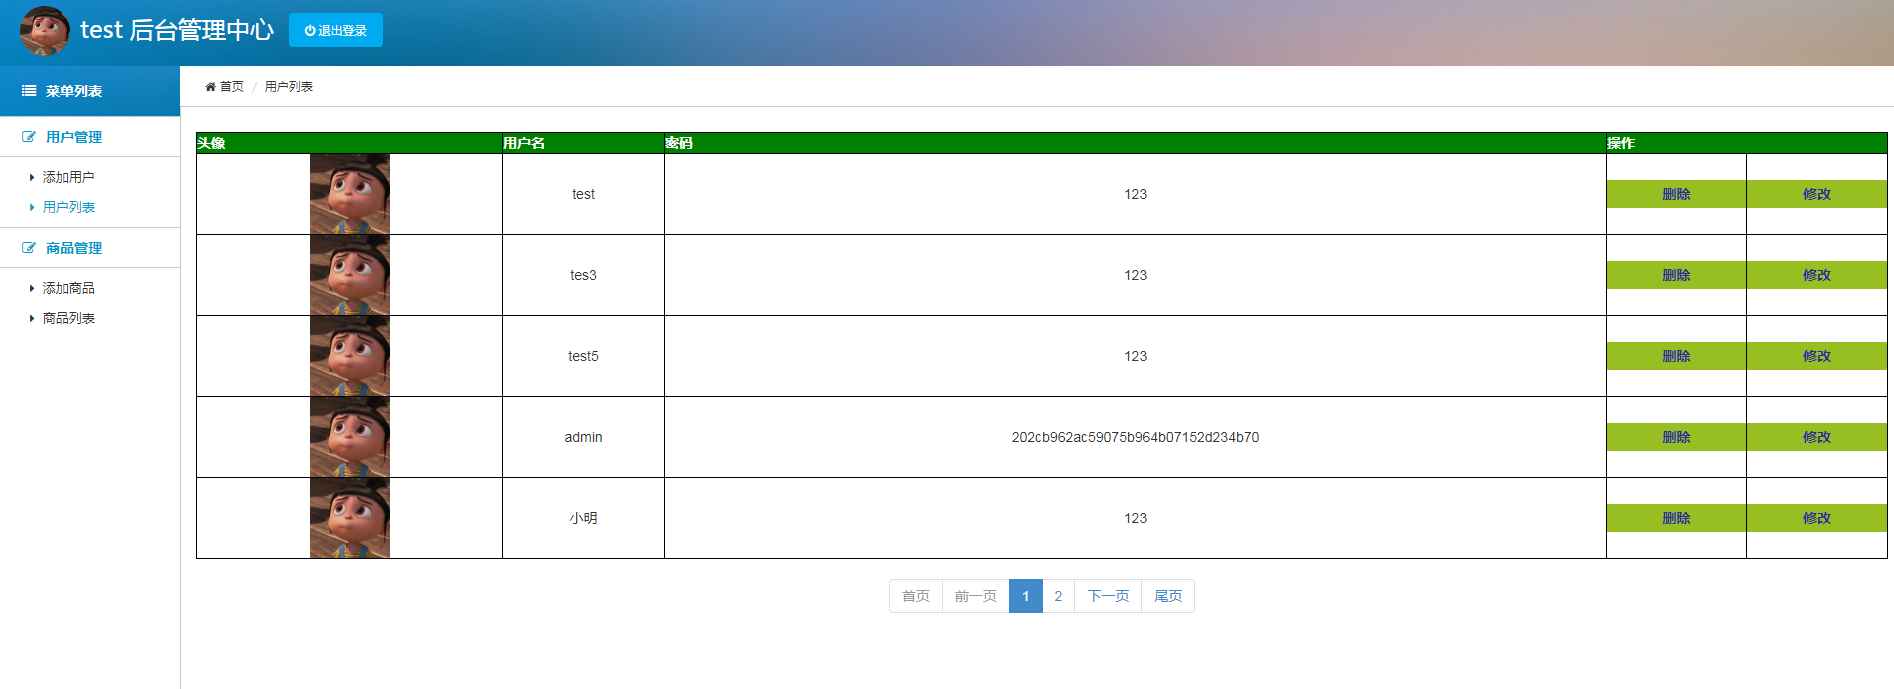 test 后台管理中心 退出登录
菜单列表
用户管理
添加用户
用户列表
商品管理
添加商品
商品列表
首页 / 用户列表
头像 用户名 密码 操作
test 123 删除 修改
tes3 123 删除 修改
test5 123 删除 修改
admin 202cb962ac59075b964b07152d234b70 删除 修改
小明 123 删除 修改
首页 前一页 1 2 下一页 尾页